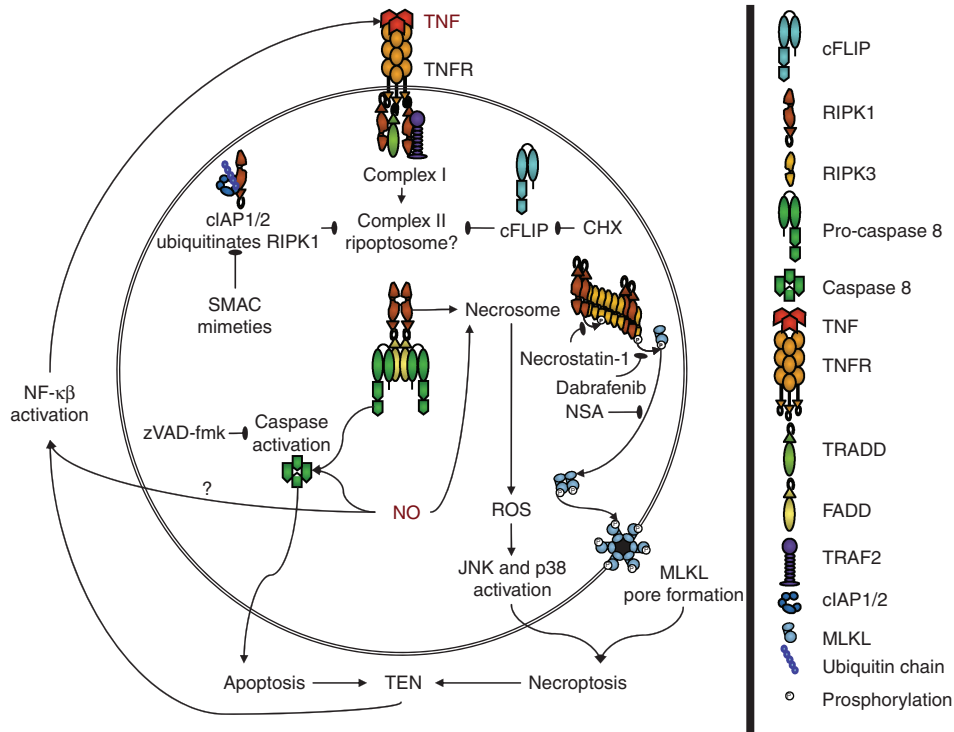 TNF
TNFR
Complex I
cIAP1/2
ubiquitinates RIPK1
Complex II
ripoptosome?
cFLIP
CHX
SMAC
mimeties
Necrosome
Necrostatin-1
Dabrafenib
NSA
NF-κβ
activation
zVAD-fmk
Caspase
activation
?
NO
ROS
JNK and p38
activation
MLKL
pore formation
Apoptosis
TEN
Necroptosis
P
P
P
P
P
P
P
P
P
P
P
cFLIP
RIPK1
RIPK3
Pro-caspase 8
Caspase 8
TNF
TNFR
TRADD
FADD
TRAF2
cIAP1/2
MLKL
Ubiquitin chain
P
Prosphorylation